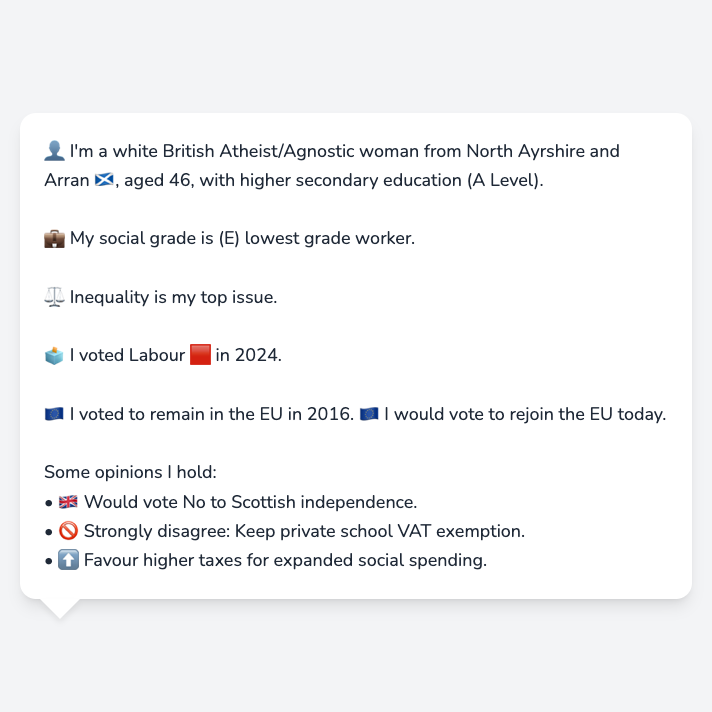 👤 I'm a white British Atheist/Agnostic woman from North Ayrshire and
Arran 🏴󠁧󠁢󠁳󠁣󠁴󠁿, aged 46, with higher secondary education (A Level).
💼 My social grade is (E) lowest grade worker.
⚖️ Inequality is my top issue.
🗳️ I voted Labour 🟥 in 2024.
🇪🇺 I voted to remain in the EU in 2016. 🇪🇺 I would vote to rejoin the EU today.
Some opinions I hold:
• 🇬🇧 Would vote No to Scottish independence.
• 🚫 Strongly disagree: Keep private school VAT exemption.
• ⬆️ Favour higher taxes for expanded social spending.